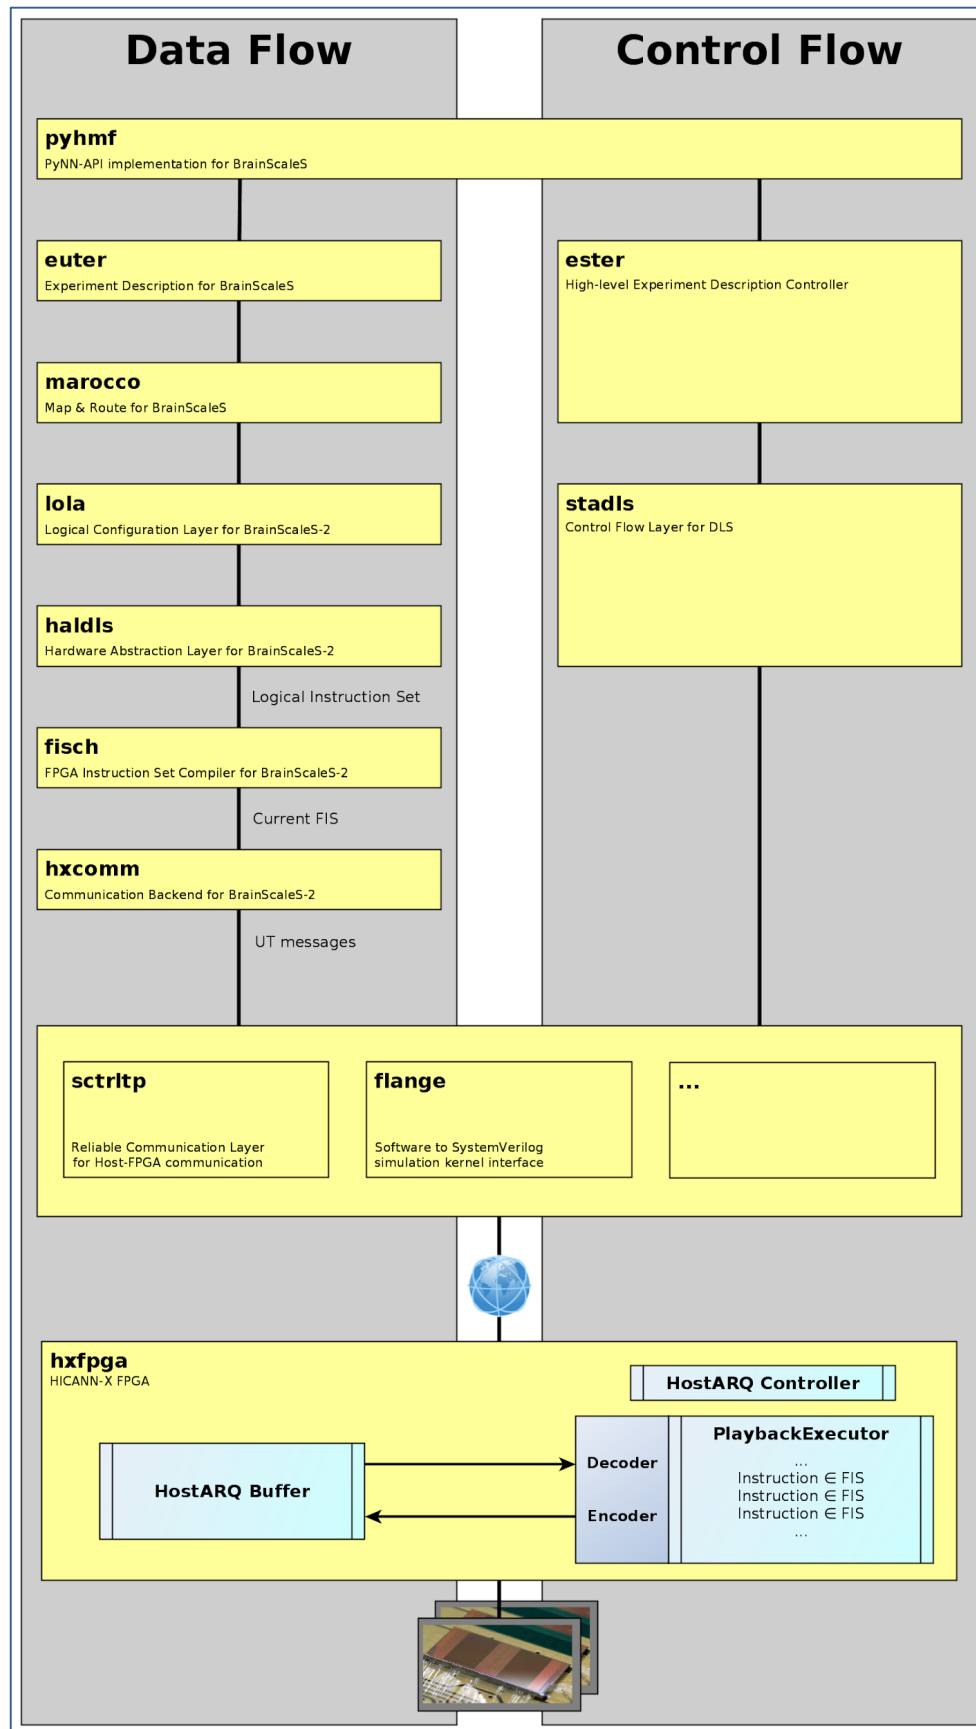 Data Flow
Control Flow
pyhmf
PyNN-API implementation for BrainScaleS
euter
Experiment Description for BrainScaleS
ester
High-level Experiment Description Controller
marocco
Map & Route for BrainScaleS
lola
Logical Configuration Layer for BrainScaleS-2
stadls
Control Flow Layer for DLS
haldls
Hardware Abstraction Layer for BrainScaleS-2
Logical Instruction Set
fisch
FPGA Instruction Set Compiler for BrainScaleS-2
Current FIS
hxcomm
Communication Backend for BrainScaleS-2
UT messages
sctrltp
Reliable Communication Layer
for Host-FPGA communication
flange
Software to SystemVerilog
simulation kernel interface
...
hxfpga
HICANN-X FPGA
HostARQ Controller
HostARQ Buffer
Decoder
Encoder
PlaybackExecutor
...
Instruction ∈ FIS
Instruction ∈ FIS
Instruction ∈ FIS
...